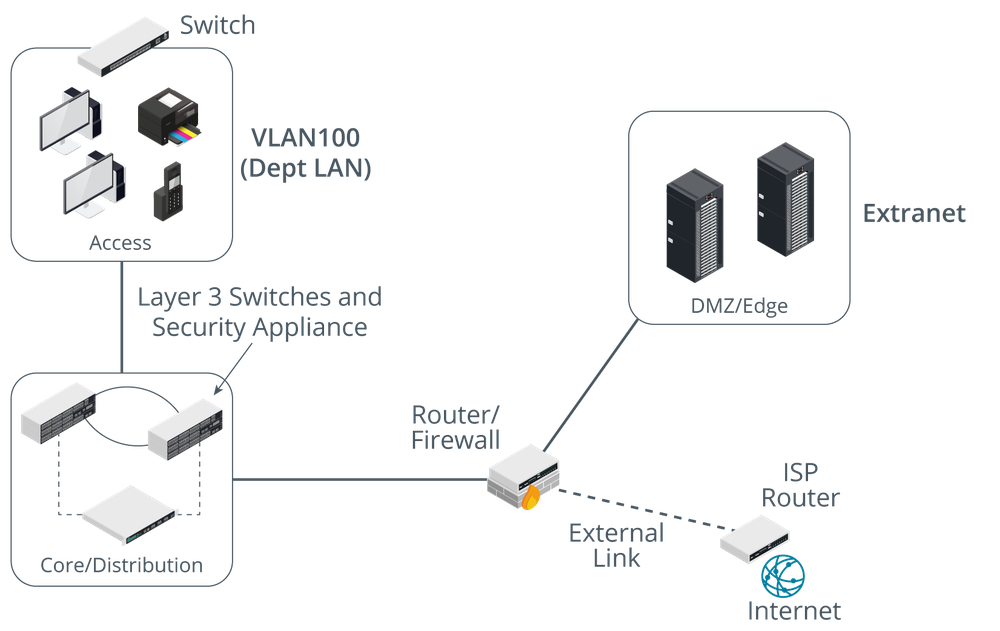 Switch
VLAN100
(Dept LAN)
Access
Extranet
DMZ/Edge
Layer 3 Switches and
Security Appliance
Router/
Firewall
ISP
Router
External
Link
Core/Distribution
Internet